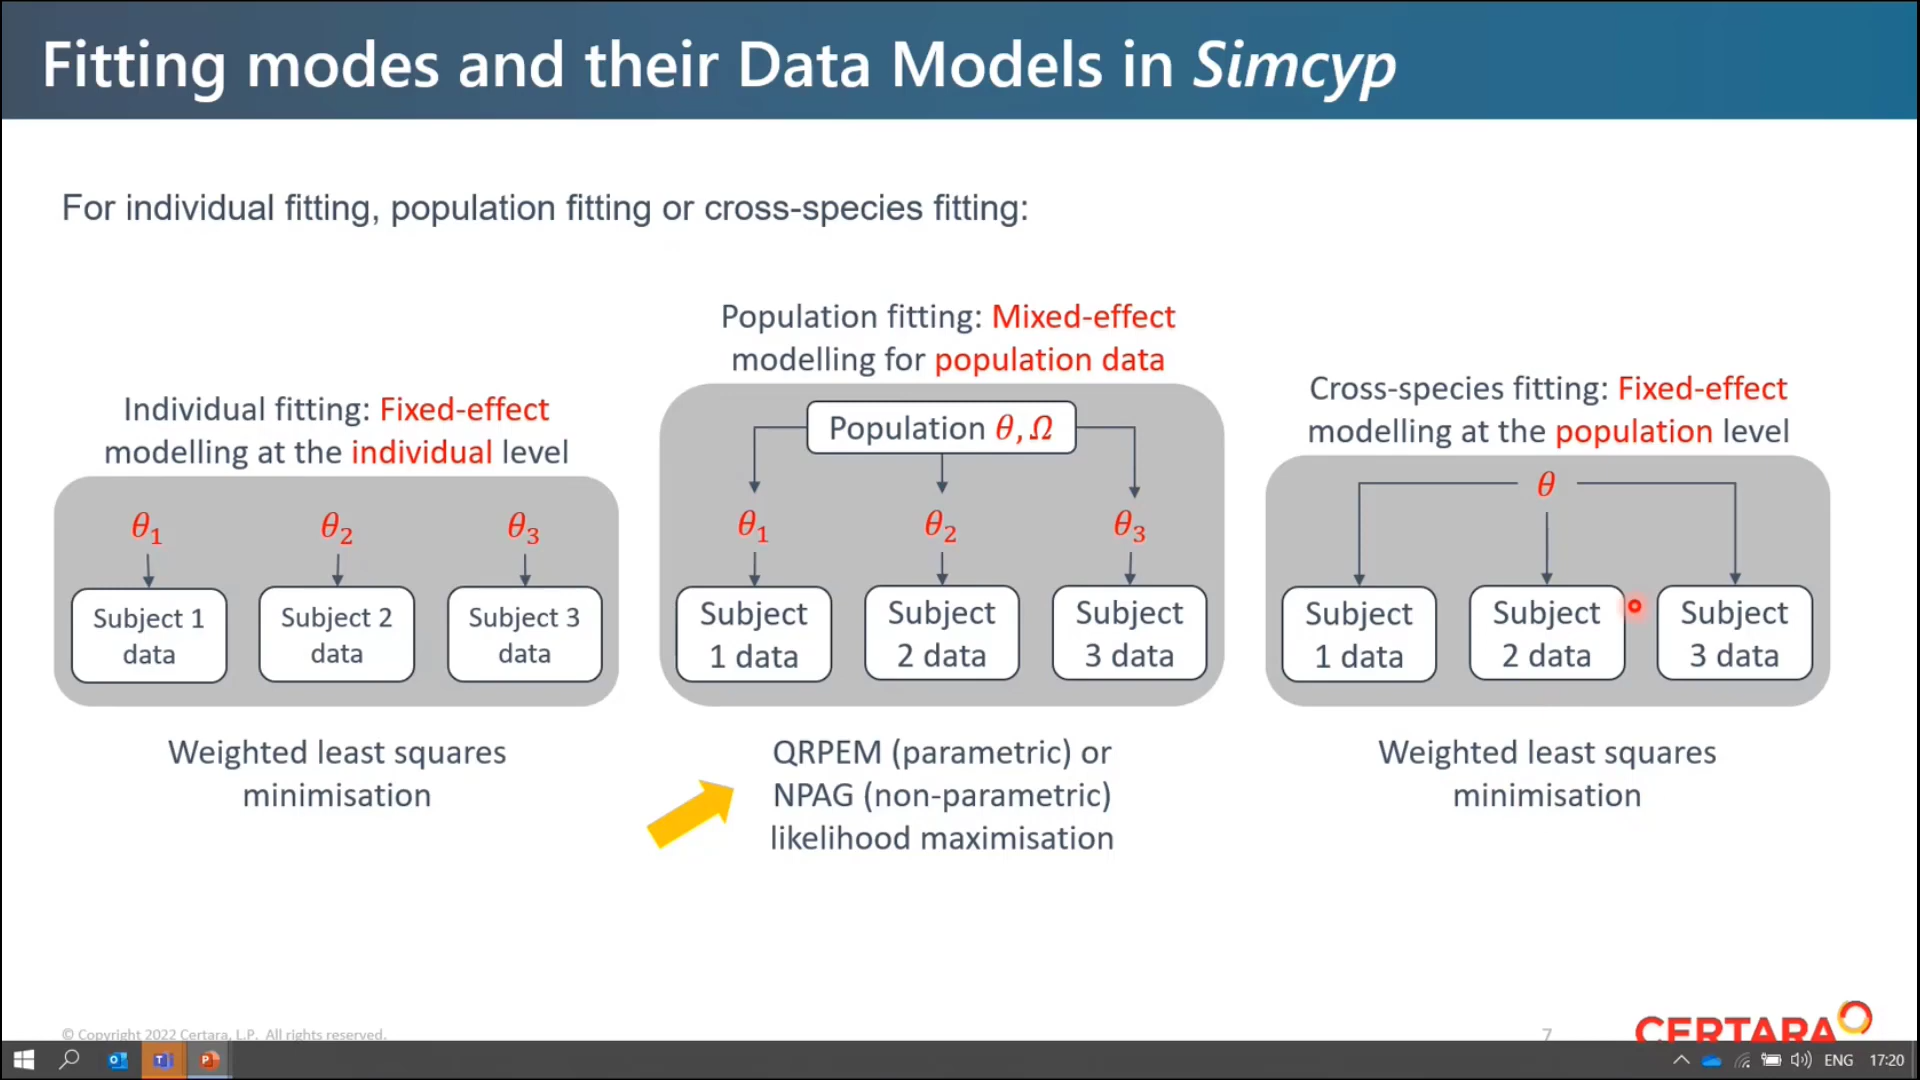 Fitting modes and their Data Models in Simcyp
For individual fitting, population fitting or cross-species fitting:
Individual fitting: Fixed-effect
modelling at the individual level
θ1
θ2
θ3
Subject 1
data
Subject 2
data
Subject 3
data
Weighted least squares
minimisation
Population fitting: Mixed-effect
modelling for population data
Population θ, Ω
θ1
θ2
θ3
Subject
1 data
Subject
2 data
Subject
3 data
QRPEM (parametric) or
NPAG (non-parametric)
likelihood maximisation
Cross-species fitting: Fixed-effect
modelling at the population level
θ
Subject
1 data
Subject
2 data
Subject
3 data
Weighted least squares
minimisation
© Copyright 2022 Certara, L.P. All rights reserved.
7
CERTARA
ENG
17:20